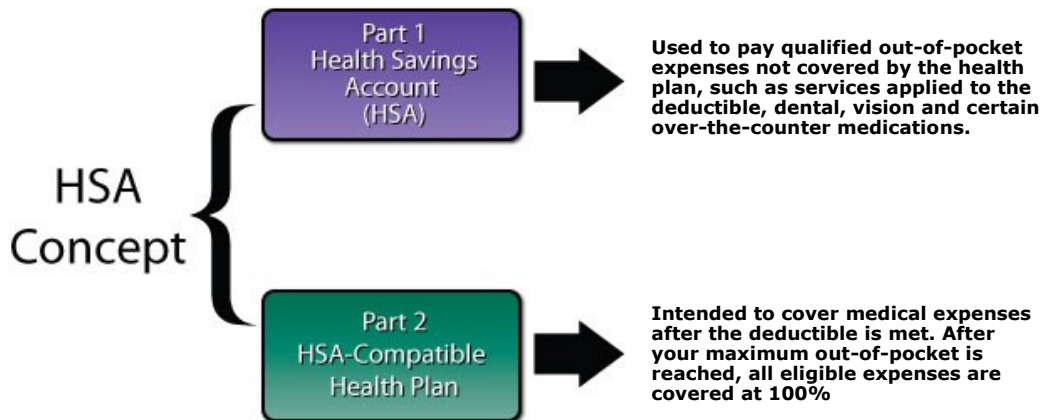 HSA
Concept
Part 1
Health Savings
Account
(HSA)
Used to pay qualified out-of-pocket
expenses not covered by the health
plan, such as services applied to the
deductible, dental, vision and certain
over-the-counter medications.
Part 2
HSA-Compatible
Health Plan
Intended to cover medical expenses
after the deductible is met. After
your maximum out-of-pocket is
reached, all eligible expenses are
covered at 100%